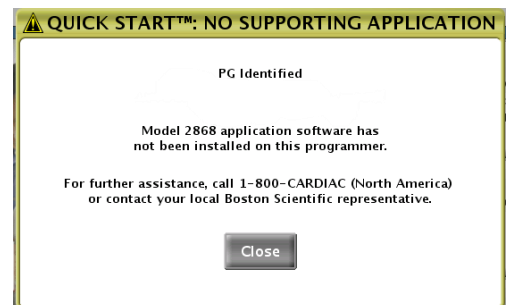 QUICK START™: NO SUPPORTING APPLICATION
PG Identified
Model 2868 application software has
not been installed on this programmer.
For further assistance, call 1-800-CARDIAC (North America)
or contact your local Boston Scientific representative.
Close